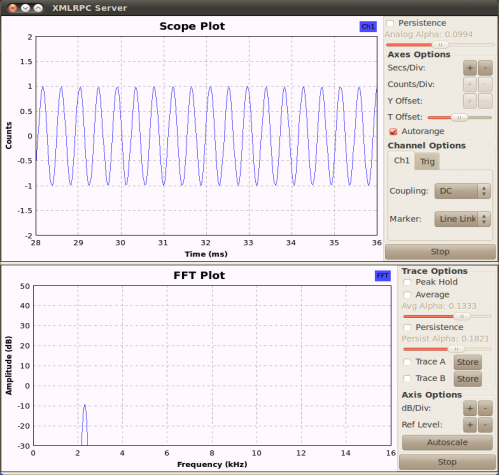 XMLRPC Server
Scope Plot
Ch1
2
1.5
1
0.5
0
-0.5
-1
-1.5
-2
Counts
28 29 30 31 32 33 34 35 36
Time (ms)
Persistence
Analog Alpha: 0.0994
Axes Options
Secs/Div: + -
Counts/Div: + -
Y Offset: + -
T Offset:
Autorange
Channel Options
Ch1 Trig
Coupling: DC
Marker: Line Link
Stop
FFT Plot
FFT
50
40
30
20
10
0
-10
-20
-30
Amplitude (dB)
0 2 4 6 8 10 12 14 16
Frequency (kHz)
Trace Options
Peak Hold
Average
Avg Alpha: 0.1333
Persistence
Persist Alpha: 0.1821
Trace A Store
Trace B Store
Axis Options
dB/Div: + -
Ref Level: + -
Autoscale
Stop